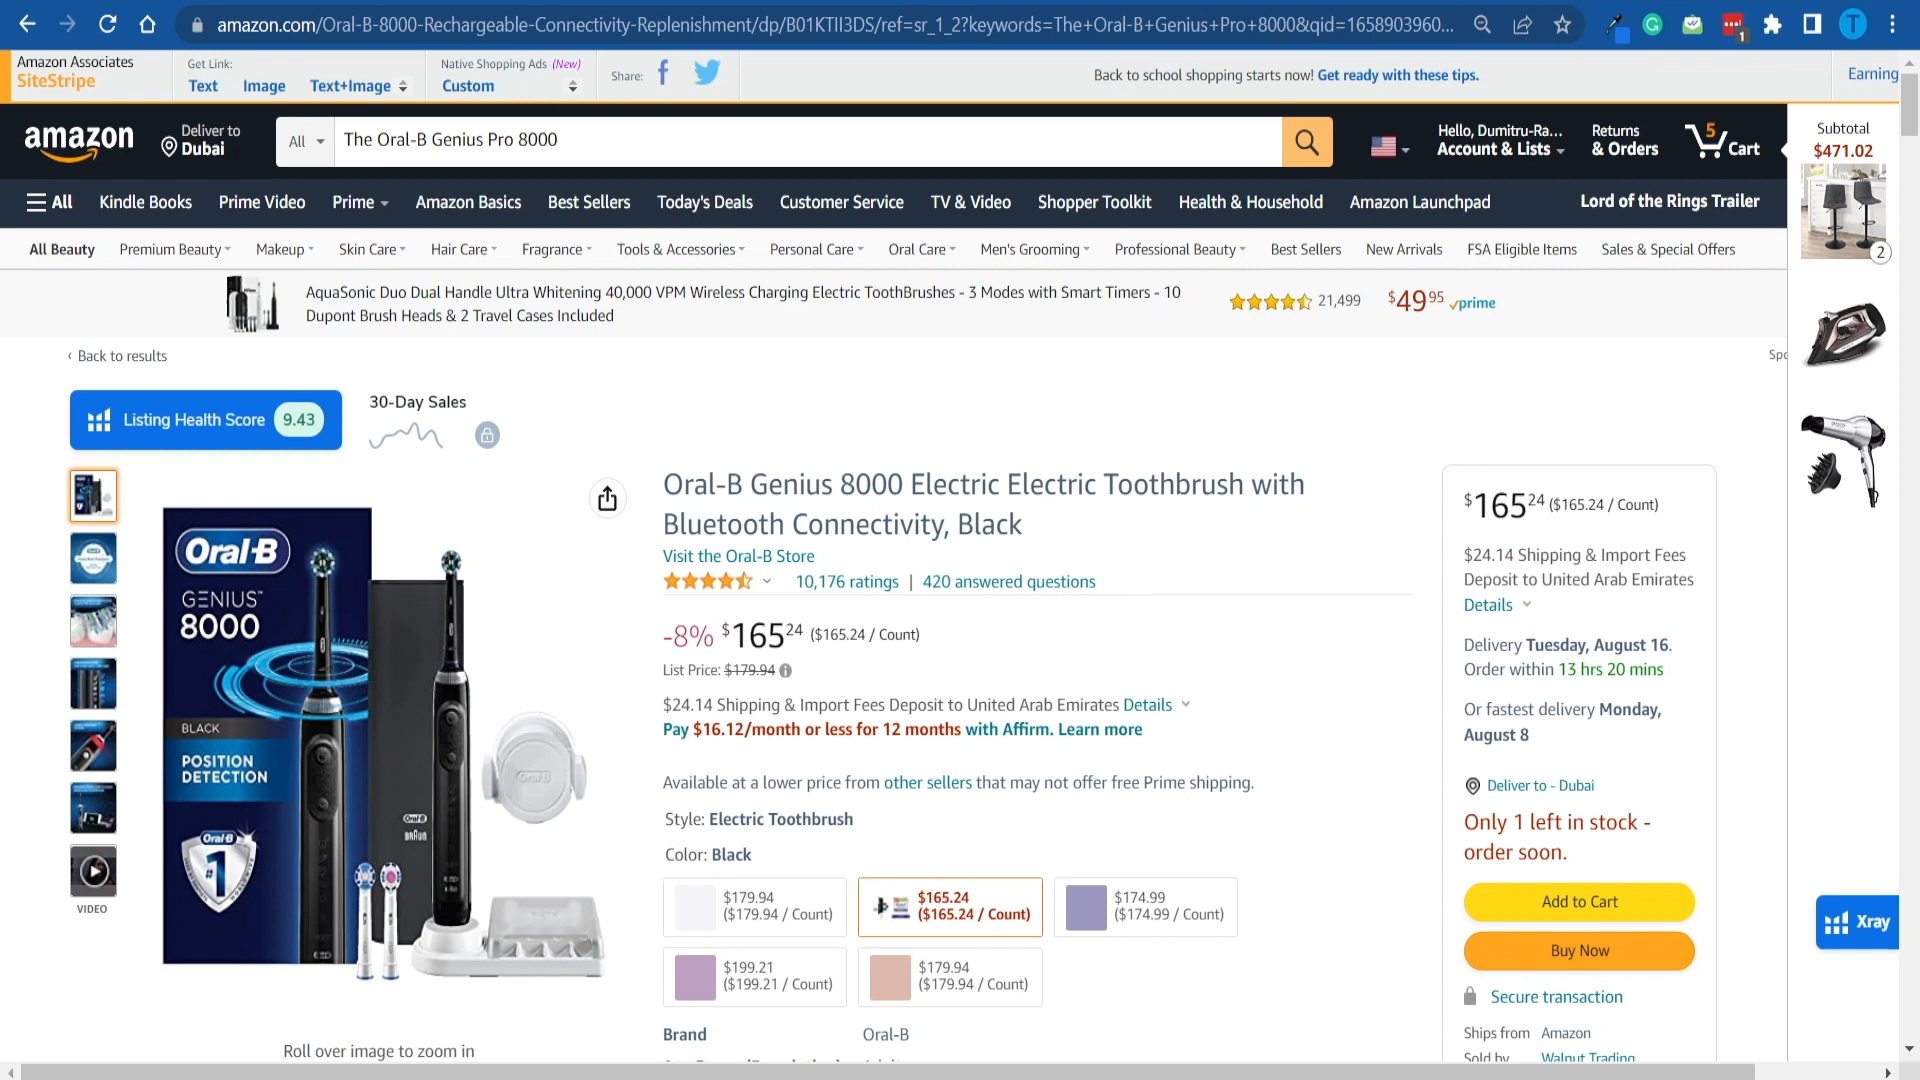 amazon.com/Oral-B-8000-Rechargeable-Connectivity-Replenishment/dp/B01KTII3DS/ref=sr_1_2?keywords=The+Oral-B+Genius+Pro+8000&qid=1658903960...
1
T
Amazon Associates
SiteStripe
Get Link:
Text Image Text+Image
Native Shopping Ads (New)
Custom
Share:
Back to school shopping starts now! Get ready with these tips.
Earning
amazon
Deliver to
Dubai
All
The Oral-B Genius Pro 8000
Hello, Dumitru-Ra...
Account & Lists
Returns
& Orders
5
Cart
Subtotal
$471.02
2
All Kindle Books Prime Video Prime Amazon Basics Best Sellers Today's Deals Customer Service TV & Video Shopper Toolkit Health & Household Amazon Launchpad Lord of the Rings Trailer
All Beauty Premium Beauty Makeup Skin Care Hair Care Fragrance Tools & Accessories Personal Care Oral Care Men's Grooming Professional Beauty Best Sellers New Arrivals FSA Eligible Items Sales & Special Offers
AquaSonic Duo Dual Handle Ultra Whitening 40,000 VPM Wireless Charging Electric ToothBrushes - 3 Modes with Smart Timers - 10
Dupont Brush Heads & 2 Travel Cases Included
21,499 $49 95 prime
‹ Back to results
Spo
Listing Health Score 9.43
30-Day Sales
VIDEO
Oral-B
GENIUS™
8000
BLACK
POSITION
DETECTION
Oral-B
#1
Oral-B
BRAUN
Roll over image to zoom in
Oral-B Genius 8000 Electric Electric Toothbrush with
Bluetooth Connectivity, Black
Visit the Oral-B Store
10,176 ratings | 420 answered questions
-8% $165 24 ($165.24 / Count)
List Price: $179.94
$24.14 Shipping & Import Fees Deposit to United Arab Emirates Details
Pay $16.12/month or less for 12 months with Affirm. Learn more
Available at a lower price from other sellers that may not offer free Prime shipping.
Style: Electric Toothbrush
Color: Black
$179.94
($179.94 / Count)
$165.24
($165.24 / Count)
$174.99
($174.99 / Count)
$199.21
($199.21 / Count)
$179.94
($179.94 / Count)
Brand Oral-B
$165 24 ($165.24 / Count)
$24.14 Shipping & Import Fees
Deposit to United Arab Emirates
Details
Delivery Tuesday, August 16.
Order within 13 hrs 20 mins
Or fastest delivery Monday,
August 8
Deliver to - Dubai
Only 1 left in stock -
order soon.
Add to Cart
Buy Now
Secure transaction
Ships from Amazon
Sold by Walnut Trading
Xray